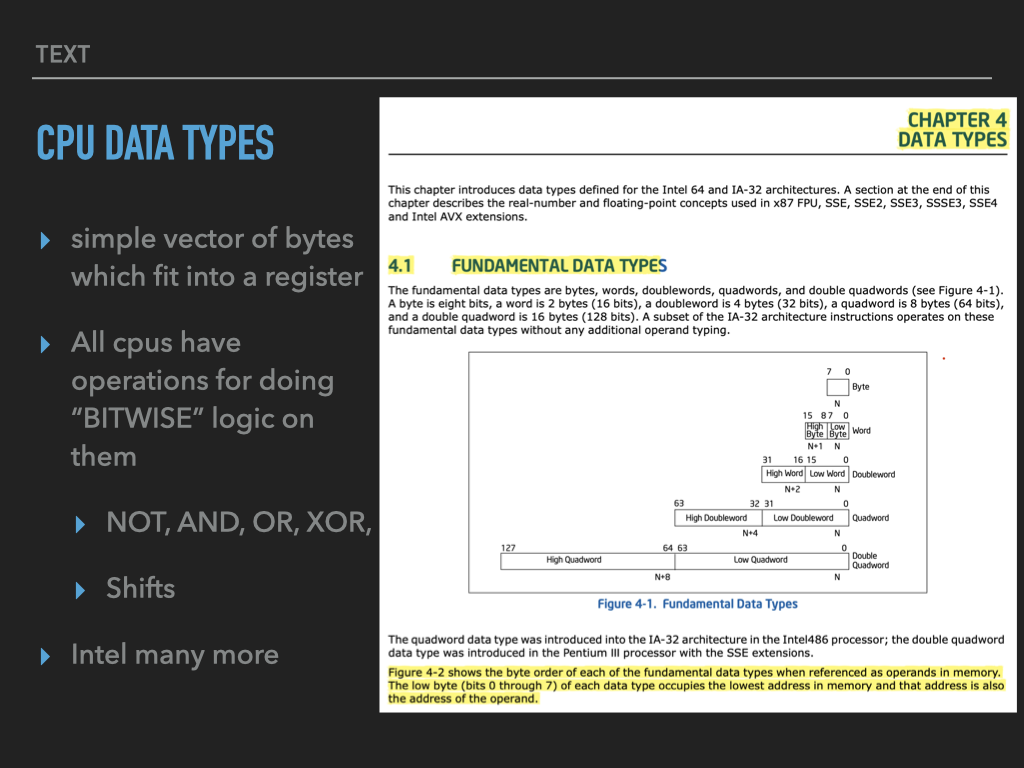 TEXT
CPU DATA TYPES
simple vector of bytes
which fit into a register
All cpus have
operations for doing
“BITWISE” logic on
them
NOT, AND, OR, XOR,
Shifts
Intel many more
CHAPTER 4
DATA TYPES
This chapter introduces data types defined for the Intel 64 and IA-32 architectures. A section at the end of this
chapter describes the real-number and floating-point concepts used in x87 FPU, SSE, SSE2, SSE3, SSSE3, SSE4
and Intel AVX extensions.
4.1 FUNDAMENTAL DATA TYPES
The fundamental data types are bytes, words, doublewords, quadwords, and double quadwords (see Figure 4-1).
A byte is eight bits, a word is 2 bytes (16 bits), a doubleword is 4 bytes (32 bits), a quadword is 8 bytes (64 bits),
and a double quadword is 16 bytes (128 bits). A subset of the IA-32 architecture instructions operates on these
fundamental data types without any additional operand typing.
7 0
Byte
N
15 8 7 0
High Low
Byte Byte Word
N+1 N
31 16 15 0
High Word Low Word Doubleword
N+2 N
63 32 31 0
High Doubleword Low Doubleword Quadword
N+4 N
127 64 63 0
High Quadword Low Quadword Double
Quadword
N+8 N
Figure 4-1. Fundamental Data Types
The quadword data type was introduced into the IA-32 architecture in the Intel486 processor; the double quadword
data type was introduced in the Pentium III processor with the SSE extensions.
Figure 4-2 shows the byte order of each of the fundamental data types when referenced as operands in memory.
The low byte (bits 0 through 7) of each data type occupies the lowest address in memory and that address is also
the address of the operand.